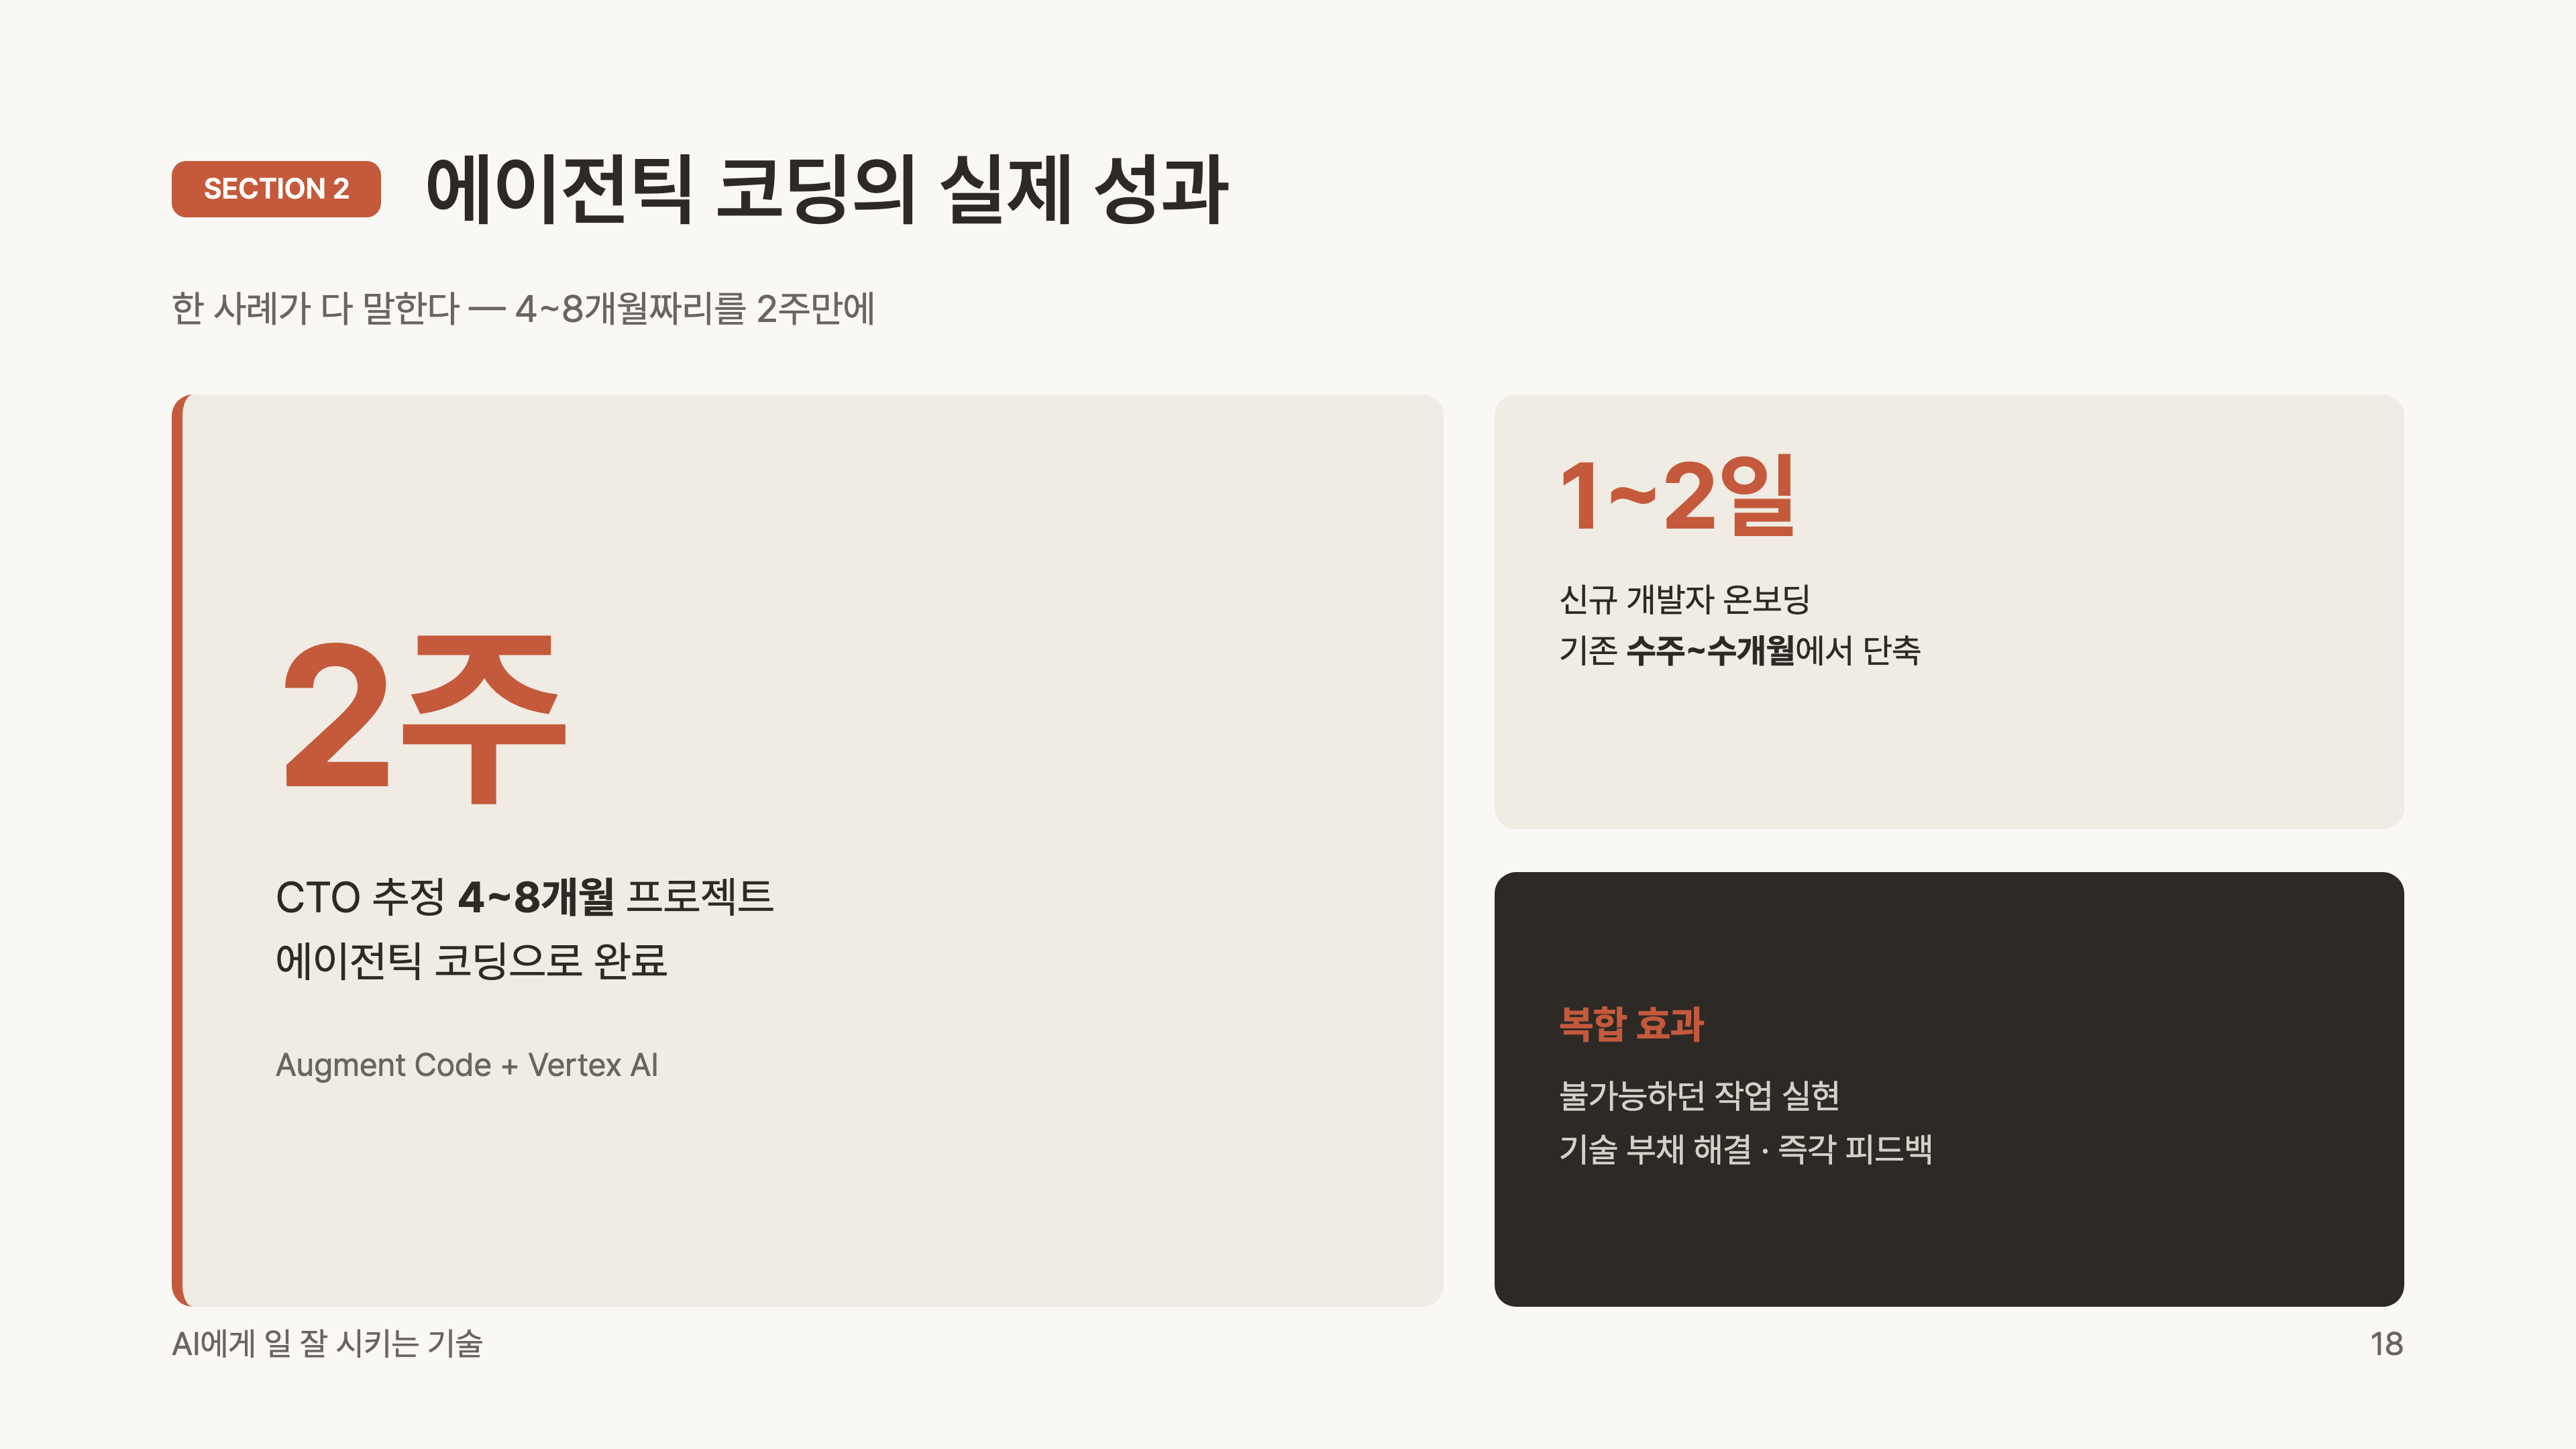 SECTION 2
에이전틱 코딩의 실제 성과
한 사례가 다 말한다 — 4~8개월짜리를 2주만에
2주
CTO 추정 4~8개월 프로젝트
에이전틱 코딩으로 완료
Augment Code + Vertex AI
1~2일
신규 개발자 온보딩
기존 수주~수개월에서 단축
복합 효과
불가능하던 작업 실현
기술 부채 해결 · 즉각 피드백
AI에게 일 잘 시키는 기술
18